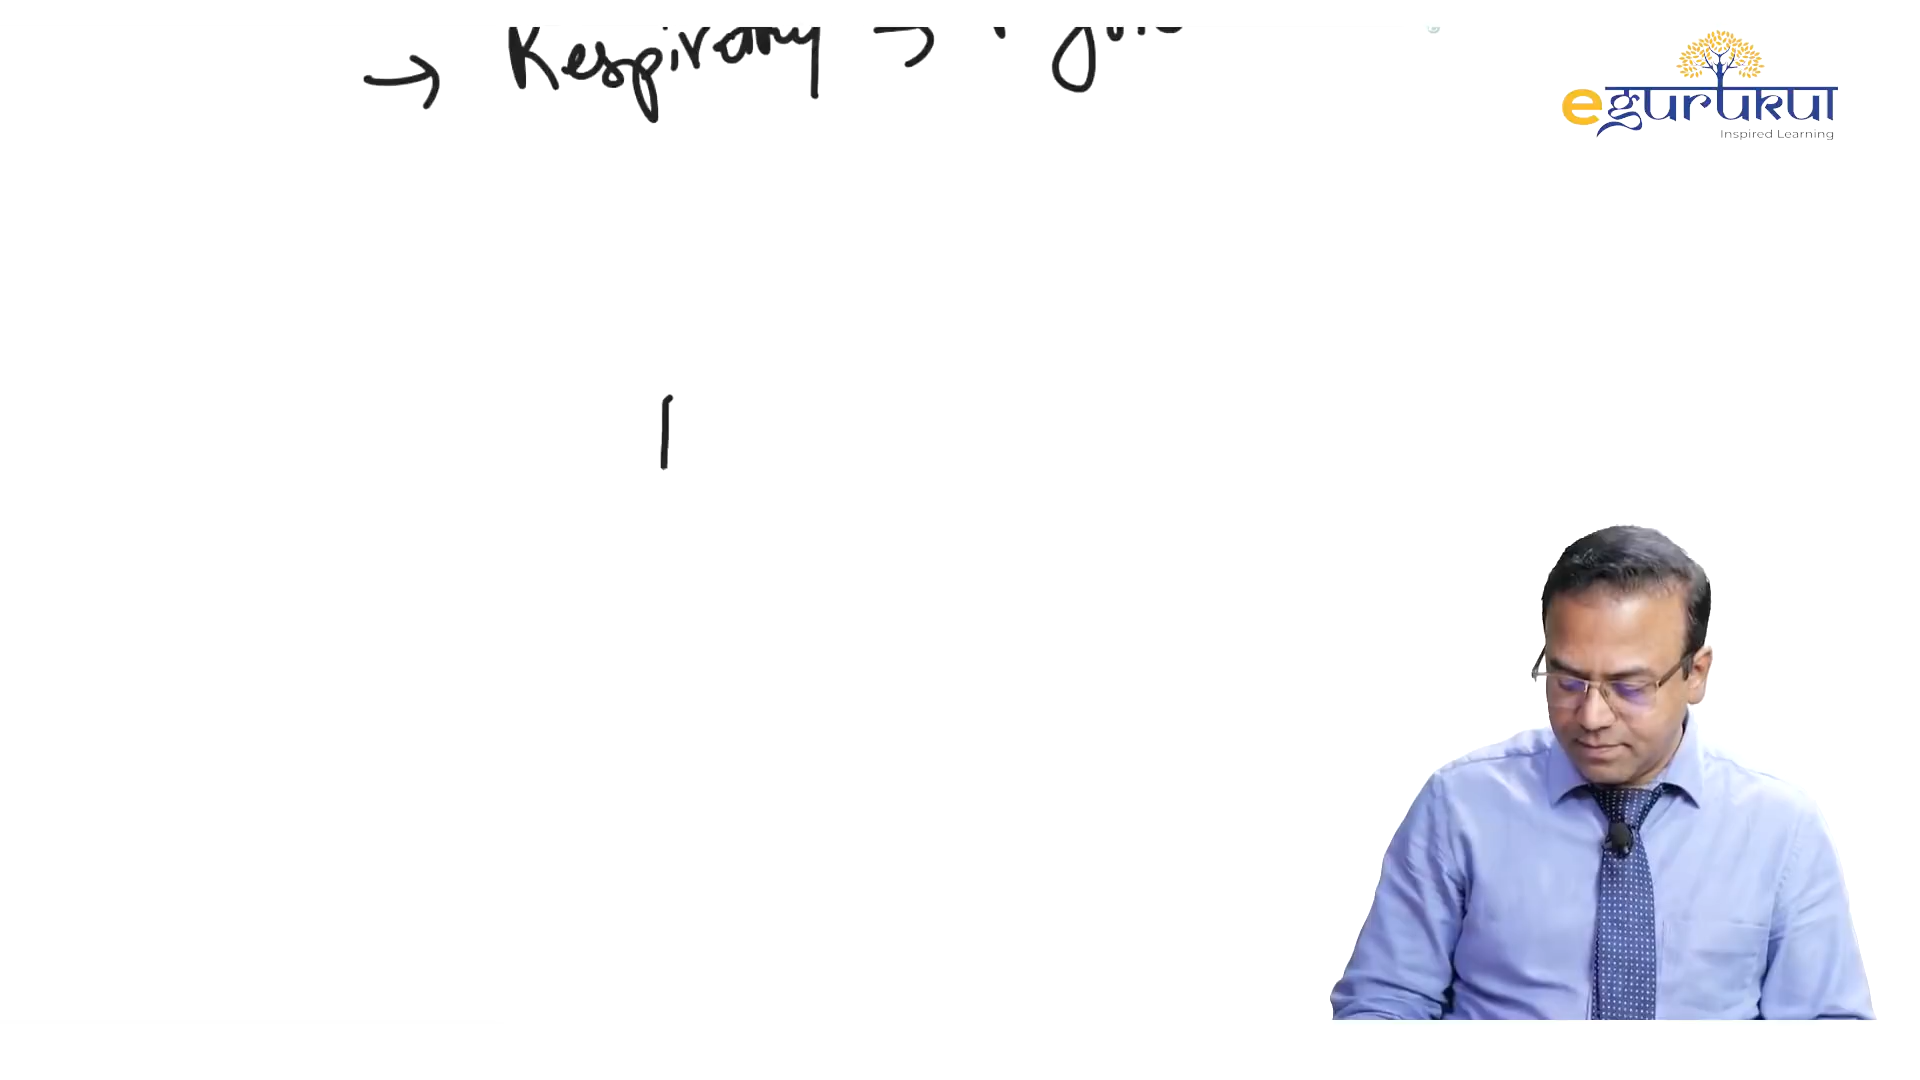 → Respiratory →
egurukul
Inspired Learning